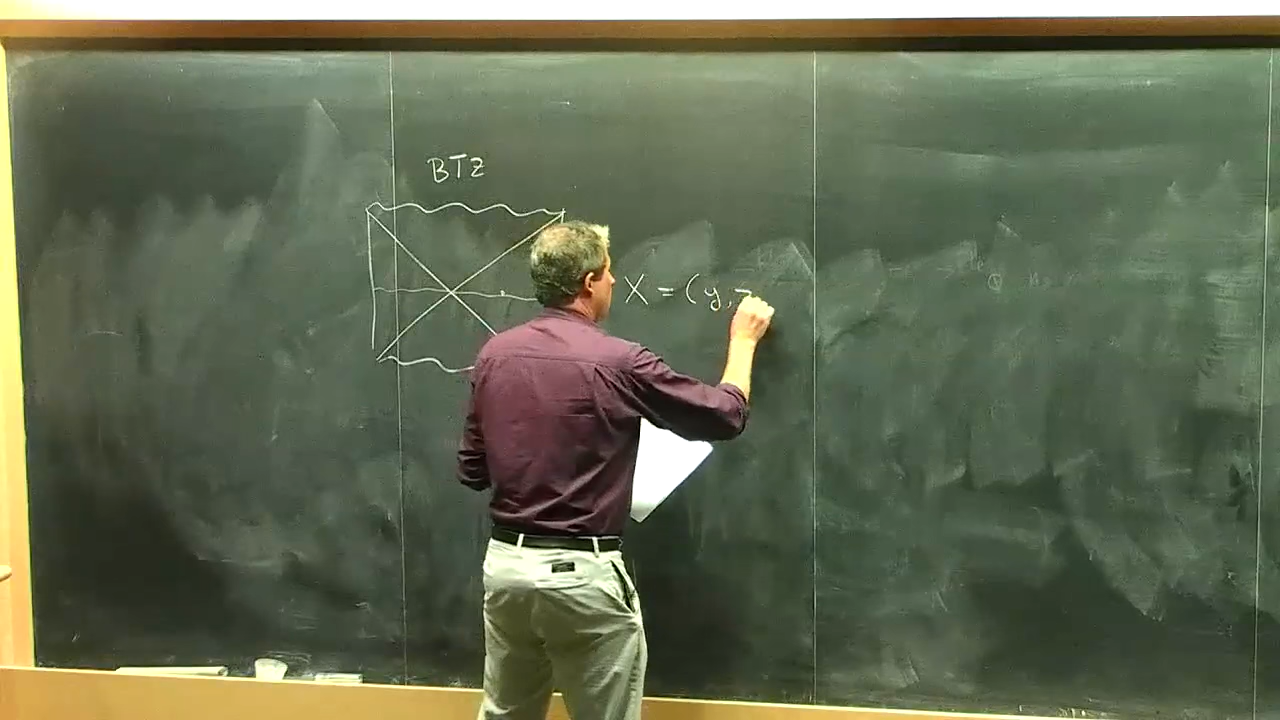 BTZ
X = (y, z